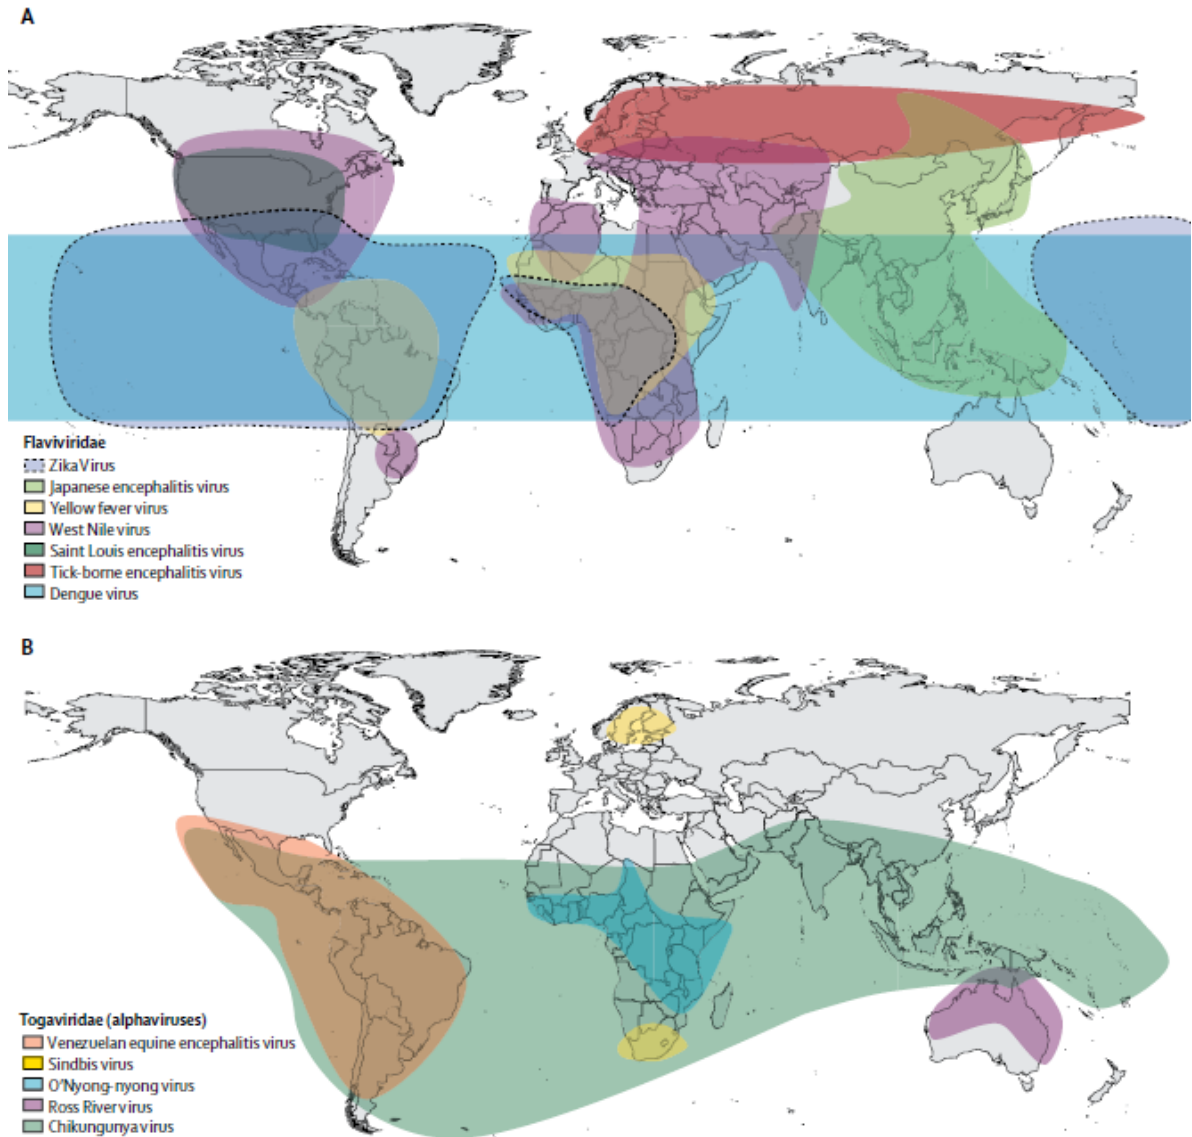 A
Flaviviridae
Zika Virus
Japanese encephalitis virus
Yellow fever virus
West Nile virus
Saint Louis encephalitis virus
Tick-borne encephalitis virus
Dengue virus
B
Togaviridae (alphaviruses)
Venezuelan equine encephalitis virus
Sindbis virus
O'Nyong-nyong virus
Ross River virus
Chikungunya virus